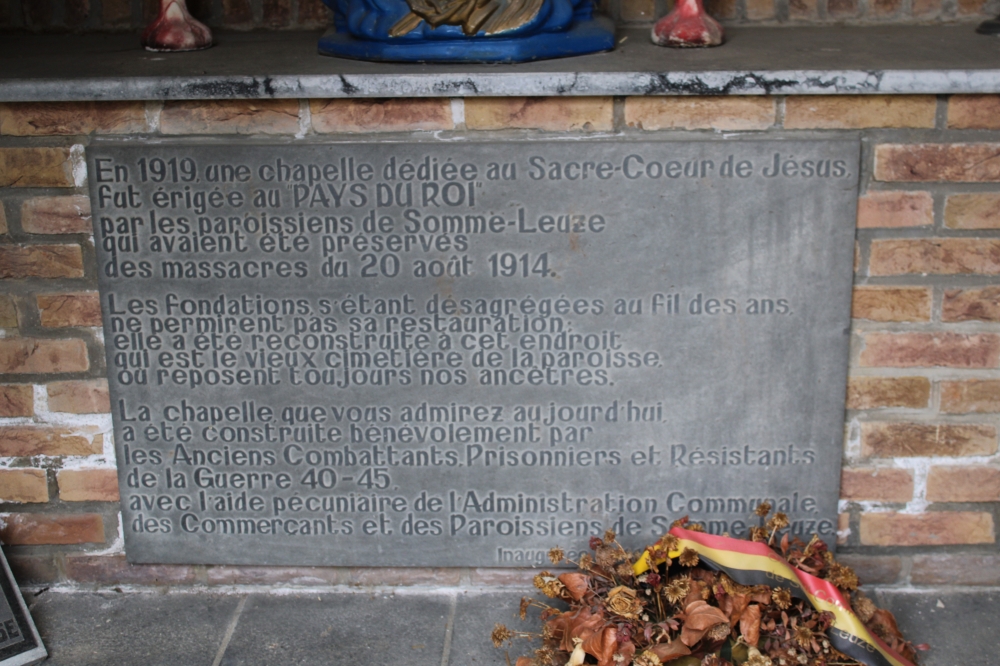 En 1919, une chapelle dédiée au Sacre-Coeur de Jésus,
fut érigée au "PAYS DU ROI"
par les paroissiens de Somme-Leuze
qui avaient été préservés
des massacres du 20 août 1914.
Les fondations, s'étant désagrégées au fil des ans,
ne permirent pas sa restauration;
elle a été reconstruite à cet endroit
qui est le vieux cimetière de la paroisse,
où reposent toujours nos ancêtres.
La chapelle que vous admirez aujourd'hui,
a été construite bénévolement par
les Anciens Combattants, Prisonniers et Résistants
de la Guerre 40-45,
avec l'aide pécuniaire de l'Administration Communale,
des Commerçants et des Paroissiens de Somme-Leuze.